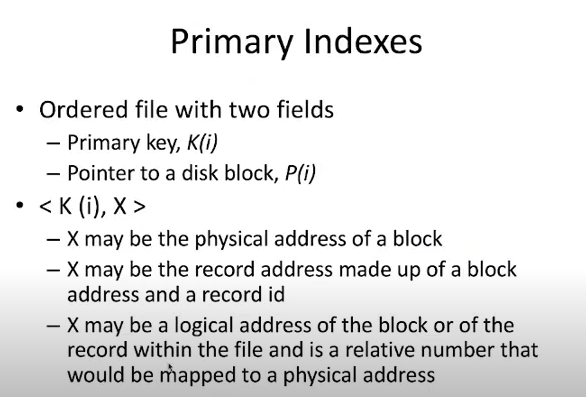 Primary Indexes
• Ordered file with two fields
– Primary key, K(i)
– Pointer to a disk block, P(i)
• < K (i), X >
– X may be the physical address of a block
– X may be the record address made up of a block
address and a record id
– X may be a logical address of the block or of the
record within the file and is a relative number that
would be mapped to a physical address